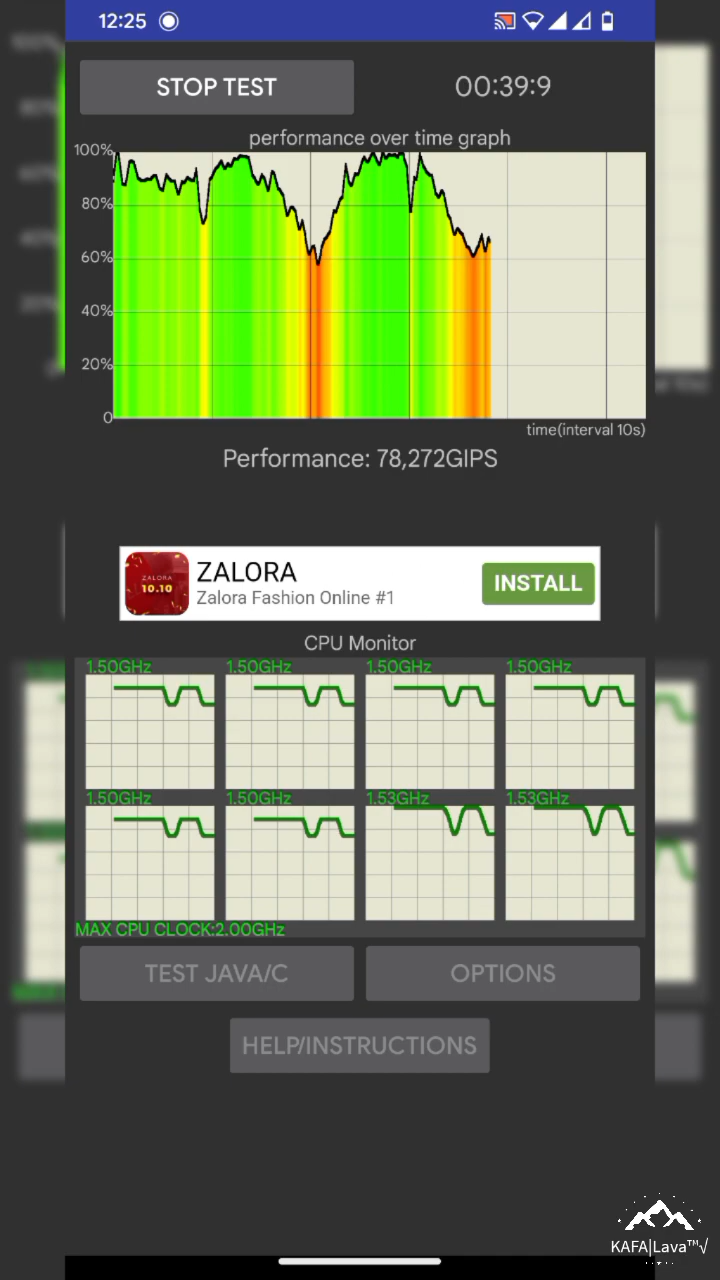 12:25
STOP TEST
00:39:9
performance over time graph
100%
80%
60%
40%
20%
0
time(interval 10s)
Performance: 78,272GIPS
ZALORA
10.10
ZALORA
Zalora Fashion Online #1
INSTALL
CPU Monitor
1.50GHz 1.50GHz 1.50GHz 1.50GHz
1.50GHz 1.50GHz 1.53GHz 1.53GHz
MAX CPU CLOCK:2.00GHz
TEST JAVA/C
OPTIONS
HELP/INSTRUCTIONS
KAFA|Lava™√